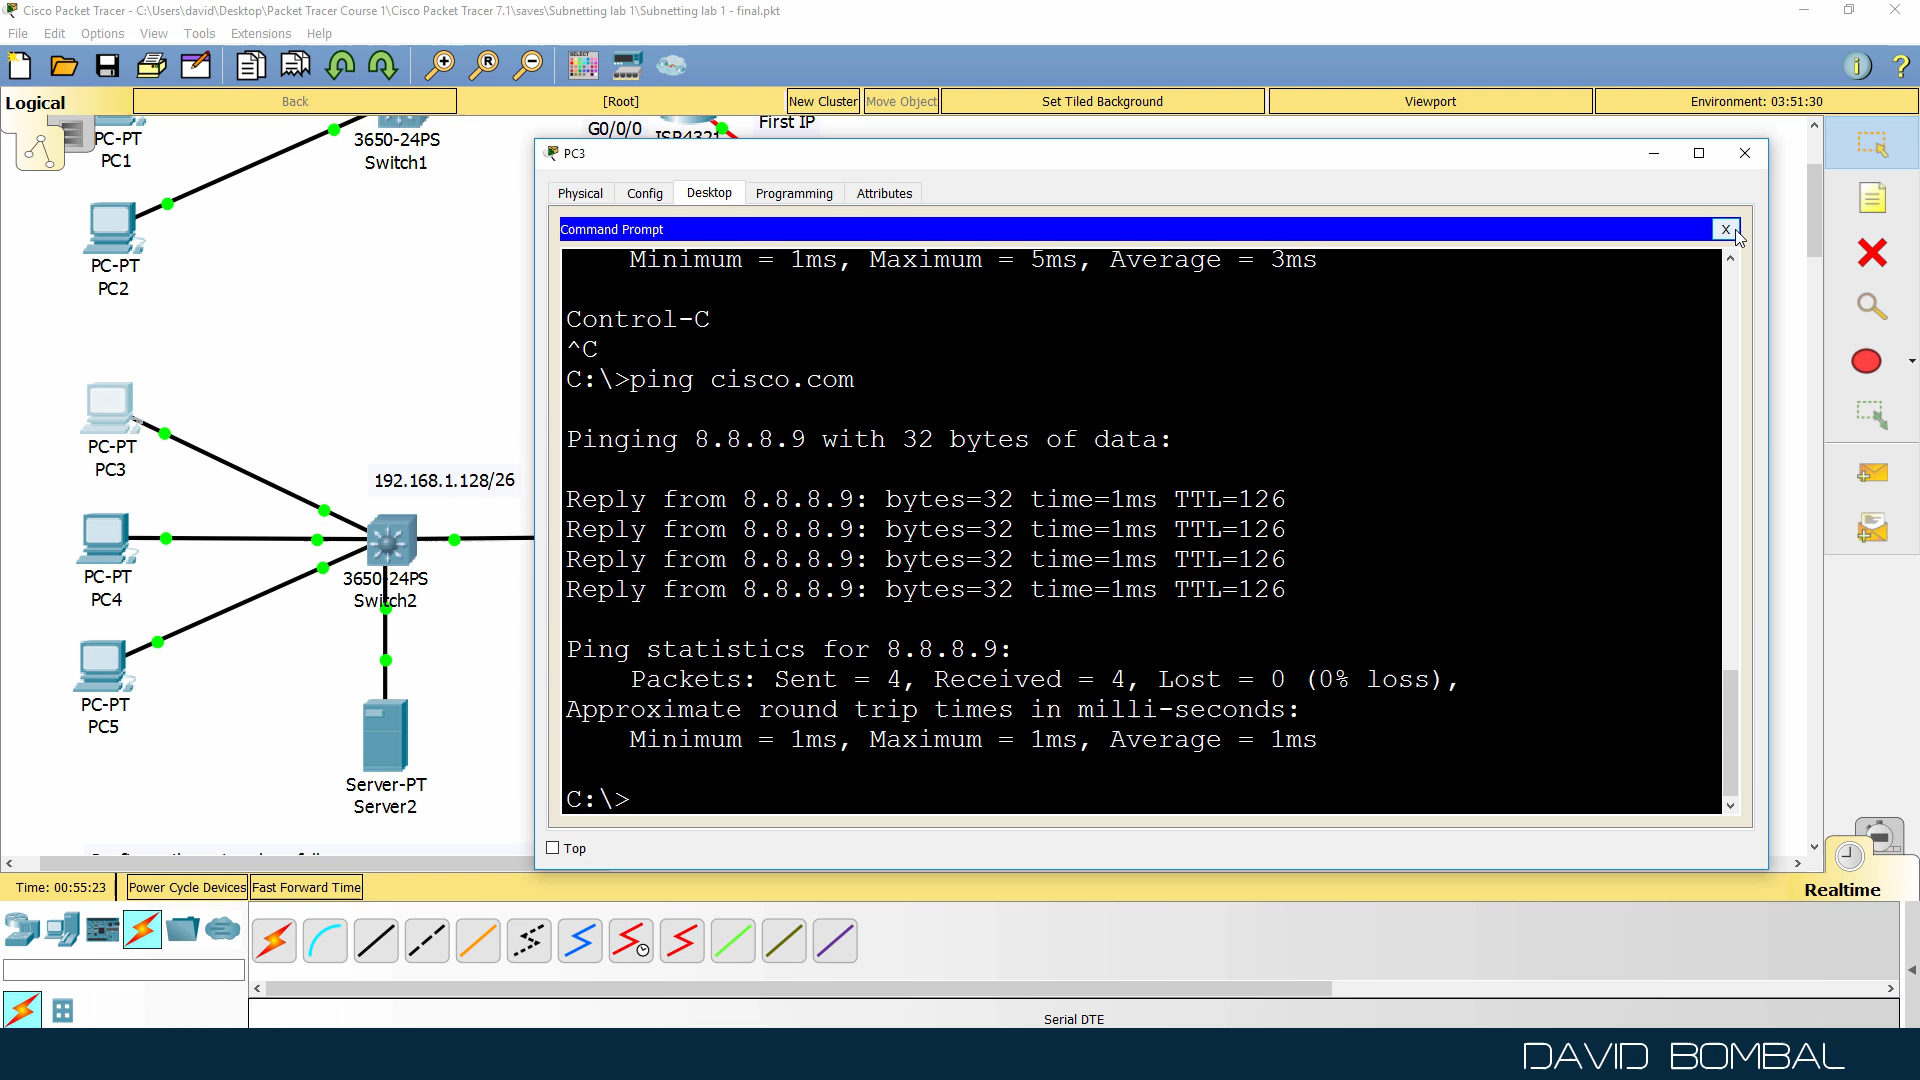 Cisco Packet Tracer - C:\Users\david\Desktop\Packet Tracer Course 1\Cisco Packet Tracer 7.1\saves\Subnetting lab 1\Subnetting lab 1 - final.pkt
File Edit Options View Tools Extensions Help
Logical
Back
[Root]
New Cluster
Move Object
Set Tiled Background
Viewport
Environment: 03:51:30
PC-PT
PC1
3650-24PS
Switch1
G0/0/0
ISR4321
First IP
PC-PT
PC2
PC-PT
PC3
192.168.1.128/26
PC-PT
PC4
3650-24PS
Switch2
PC-PT
PC5
Server-PT
Server2
PC3
Physical Config Desktop Programming Attributes
Command Prompt
X
Minimum = 1ms, Maximum = 5ms, Average = 3ms
Control-C
^C
C:\>ping cisco.com
Pinging 8.8.8.9 with 32 bytes of data:
Reply from 8.8.8.9: bytes=32 time=1ms TTL=126
Reply from 8.8.8.9: bytes=32 time=1ms TTL=126
Reply from 8.8.8.9: bytes=32 time=1ms TTL=126
Reply from 8.8.8.9: bytes=32 time=1ms TTL=126
Ping statistics for 8.8.8.9:
Packets: Sent = 4, Received = 4, Lost = 0 (0% loss),
Approximate round trip times in milli-seconds:
Minimum = 1ms, Maximum = 1ms, Average = 1ms
C:\>
Top
Time: 00:55:23
Power Cycle Devices
Fast Forward Time
Realtime
Serial DTE
DAVID BOMBAL